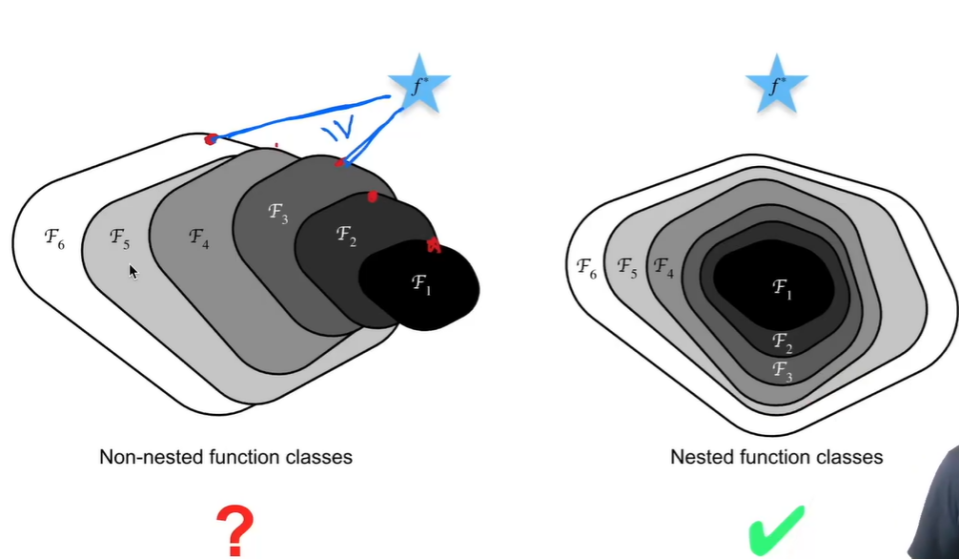 f*
f*
F₆
F₅
F₄
F₃
F₂
F₁
F₆
F₅
F₄
F₁
F₂
F₃
Non-nested function classes
Nested function classes
?